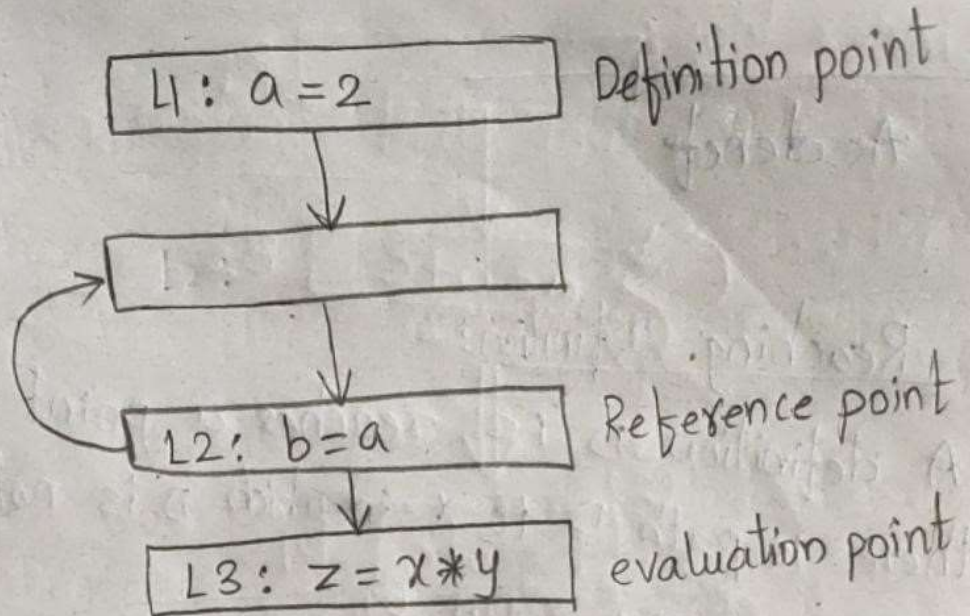 L1: a = 2 Definition point
L2: b = a Reference point
L3: z = x * y evaluation point